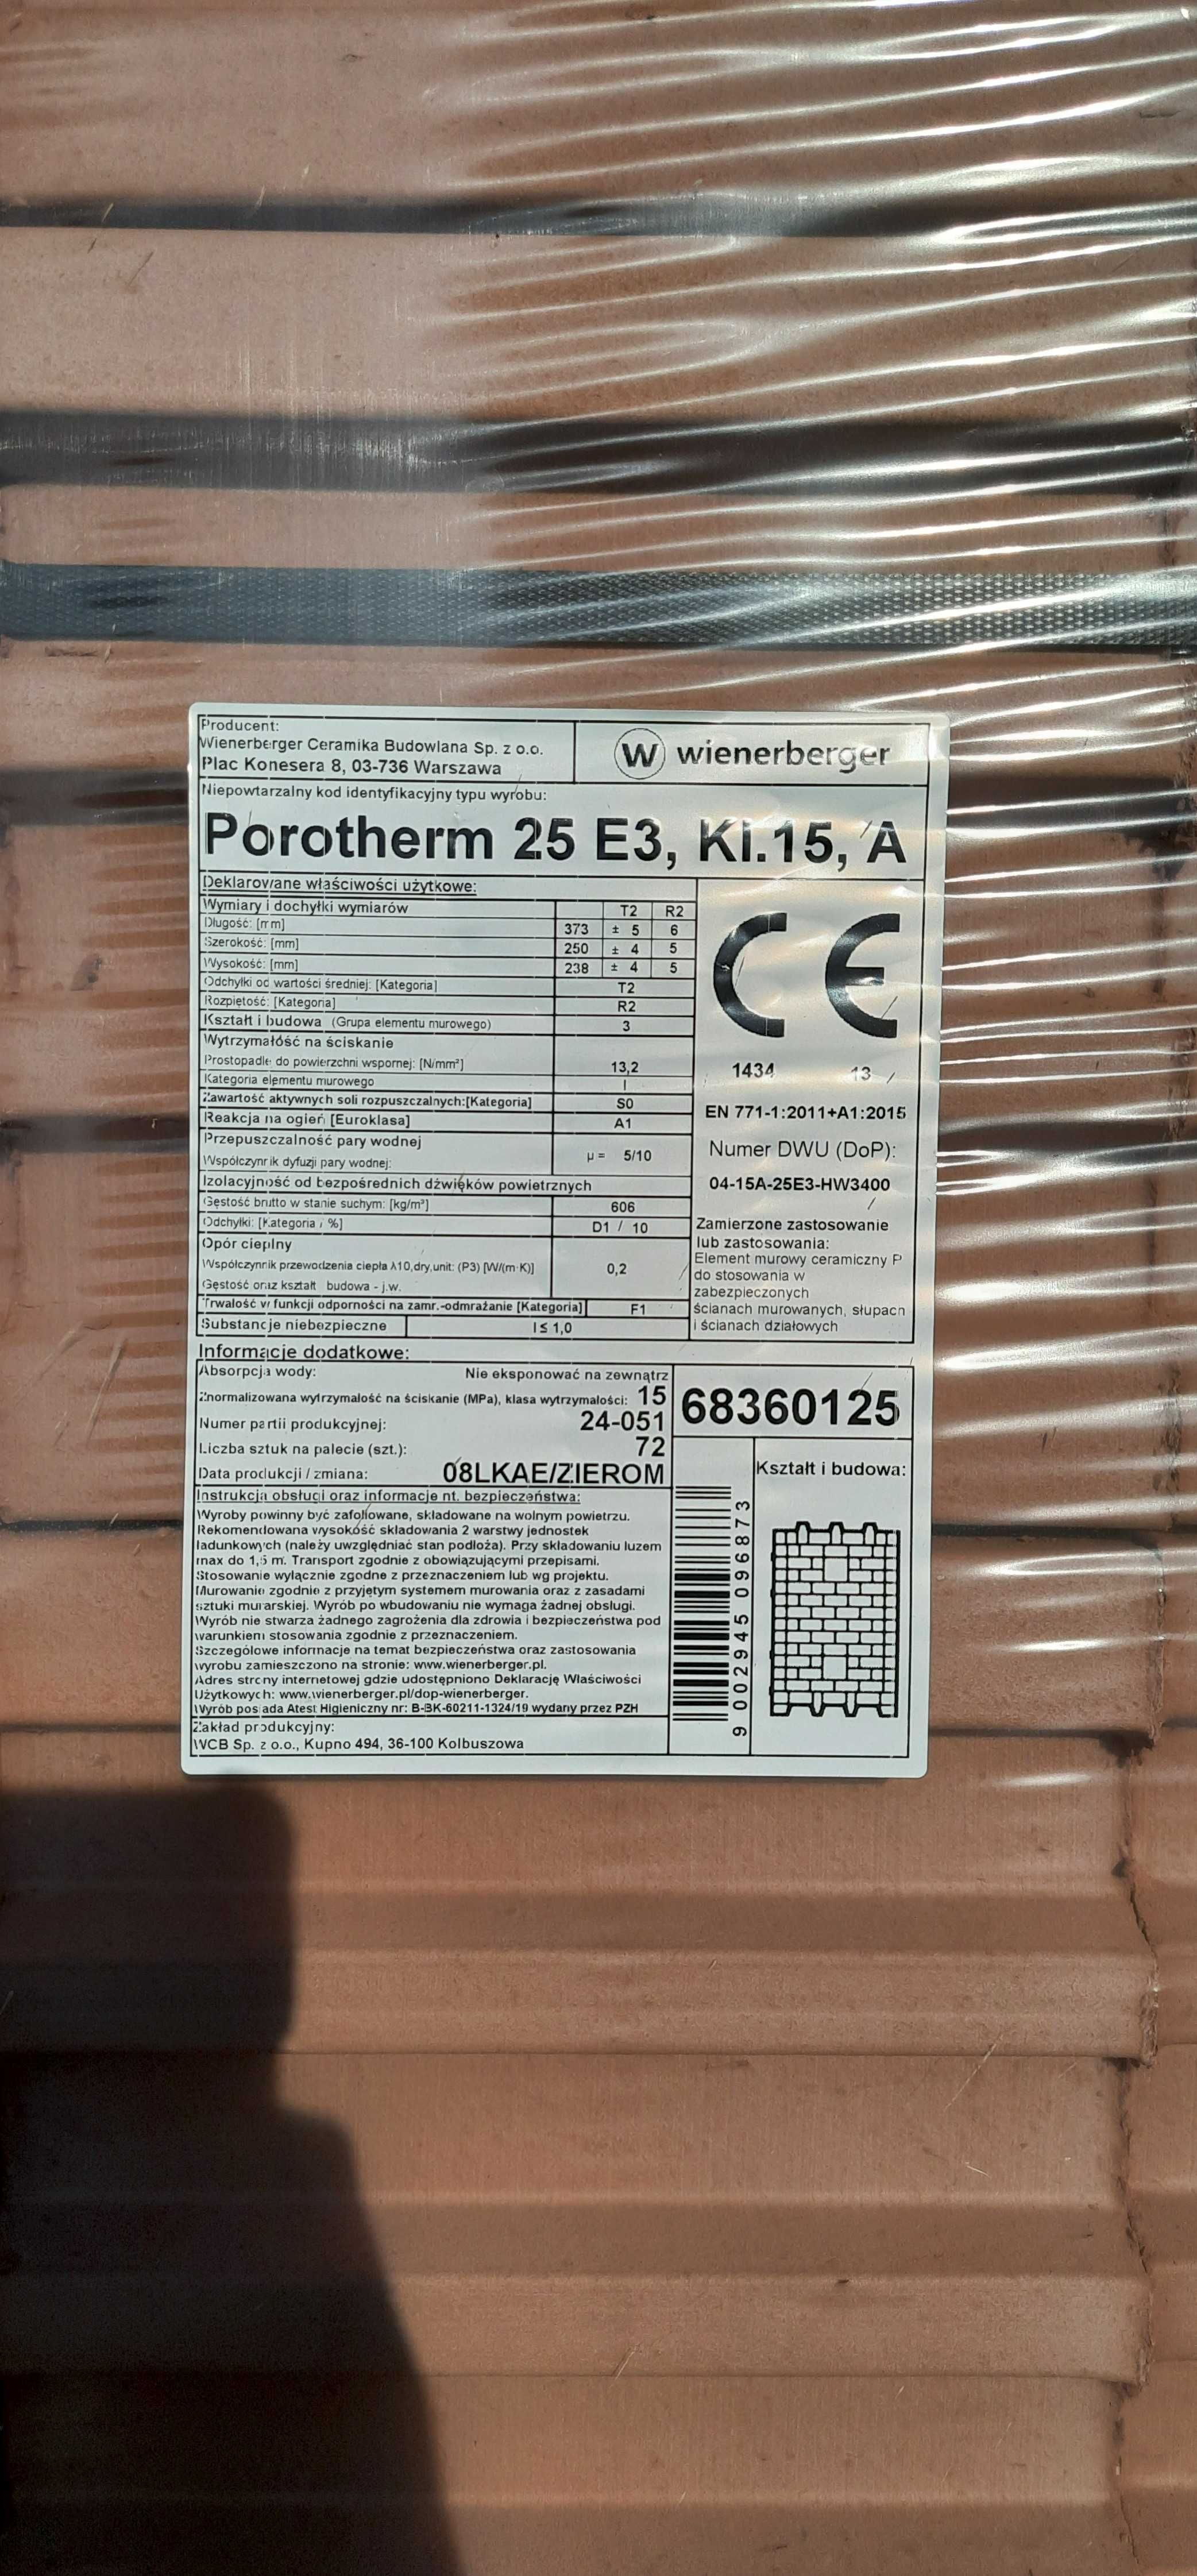 Producent:
Wienerberger Ceramika Budowlana Sp. z o.o.
Plac Konesera 8, 03-736 Warszawa
W wienerberger
Niepowtarzalny kod identyfikacyjny typu wyrobu:
Porotherm 25 E3, Kl.15, A
Deklarowane właściwości użytkowe:
Wymiary i dochyłki wymiarów T2 R2
Długość: [mm] 373 ± 5 6
Szerokość: [mm] 250 ± 4 5
Wysokość: [mm] 238 ± 4 5
Odchyłki od wartości średniej: [Kategoria] T2
Rozpiętość: [Kategoria] R2
Kształt i budowa (Grupa elementu murowego) 3
Wytrzymałość na ściskanie
Prostopadle do powierzchni wspornej: [N/mm²] 13,2
Kategoria elementu murowego I
Zawartość aktywnych soli rozpuszczalnych:[Kategoria] S0
Reakcja na ogień [Euroklasa] A1
Przepuszczalność pary wodnej
Współczynnik dyfuzji pary wodnej: μ = 5/10
Izolacyjność od bezpośrednich dźwięków powietrznych
Gęstość brutto w stanie suchym: [kg/m³] 606
Odchyłki: [Kategoria / %] D1 / 10
Opór cieplny
Współczynnik przewodzenia ciepła λ10,dry,unit: (P3) [W/(m·K)] 0,2
Gęstość oraz kształt budowa - j.w.
Trwałość w funkcji odporności na zamr.-odmrażanie [Kategoria] F1
Substancje niebezpieczne I ≤ 1,0
CE
1434 13
EN 771-1:2011+A1:2015
Numer DWU (DoP):
04-15A-25E3-HW3400
Zamierzone zastosowanie
lub zastosowania:
Element murowy ceramiczny P
do stosowania w
zabezpieczonych
ścianach murowanych, słupach
i ścianach działowych
Informacje dodatkowe:
Absorpcja wody: Nie eksponować na zewnątrz
Znormalizowana wytrzymałość na ściskanie (MPa), klasa wytrzymałości: 15
Numer partii produkcyjnej: 24-051
Liczba sztuk na palecie (szt.): 72
Data produkcji / zmiana: 08LKAE/ZIEROM
68360125
Kształt i budowa:
9 002945 096873
Instrukcja obsługi oraz informacje nt. bezpieczeństwa:
Wyroby powinny być zafoliowane, składowane na wolnym powietrzu.
Rekomendowana wysokość składowania 2 warstwy jednostek
ładunkowych (należy uwzględniać stan podłoża). Przy składowaniu luzem
max do 1,5 m. Transport zgodnie z obowiązującymi przepisami.
Stosowanie wyłącznie zgodne z przeznaczeniem lub wg projektu.
Murowanie zgodnie z przyjętym systemem murowania oraz z zasadami
sztuki murarskiej. Wyrób po wbudowaniu nie wymaga żadnej obsługi.
Wyrób nie stwarza żadnego zagrożenia dla zdrowia i bezpieczeństwa pod
warunkiem stosowania zgodnie z przeznaczeniem.
Szczegółowe informacje na temat bezpieczeństwa oraz zastosowania
wyrobu zamieszczono na stronie: www.wienerberger.pl.
Adres strony internetowej gdzie udostępniono Deklarację Właściwości
Użytkowych: www.wienerberger.pl/dop-wienerberger.
Wyrób posiada Atest Higieniczny nr: B-BK-60211-1324/19 wydany przez PZH
Zakład produkcyjny:
WCB Sp. z o.o., Kupno 494, 36-100 Kolbuszowa